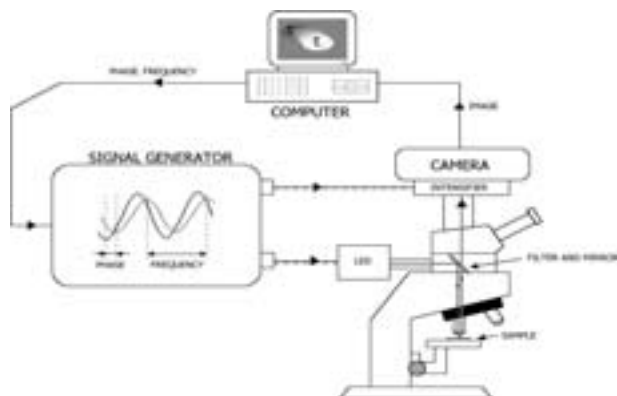 PHASE, FREQUENCY
COMPUTER
IMAGE
SIGNAL GENERATOR
CAMERA
INTENSIFIER
PHASE
FREQUENCY
LED
FILTER AND MIRROR
SAMPLE